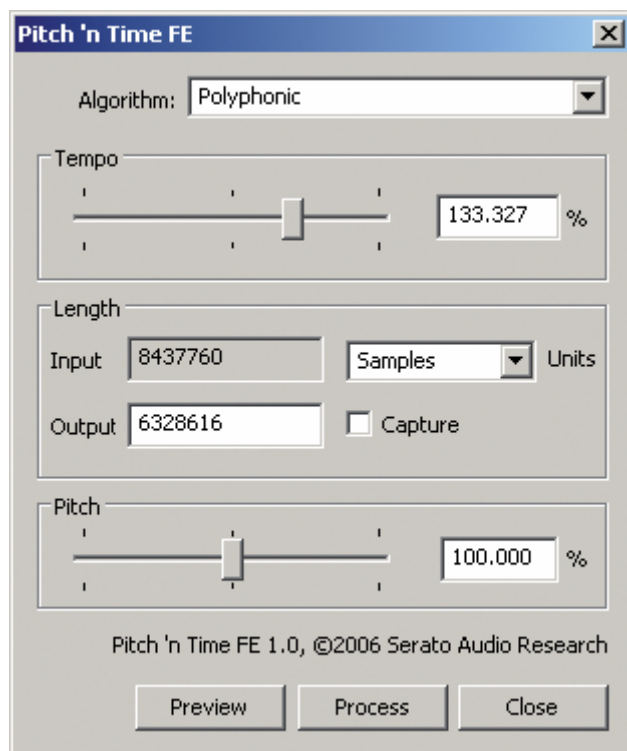 Pitch 'n Time FE
Algorithm: Polyphonic
Tempo
133.327 %
Length
Input 8437760 Samples Units
Output 6328616 Capture
Pitch
100.000 %
Pitch 'n Time FE 1.0, ©2006 Serato Audio Research
Preview Process Close